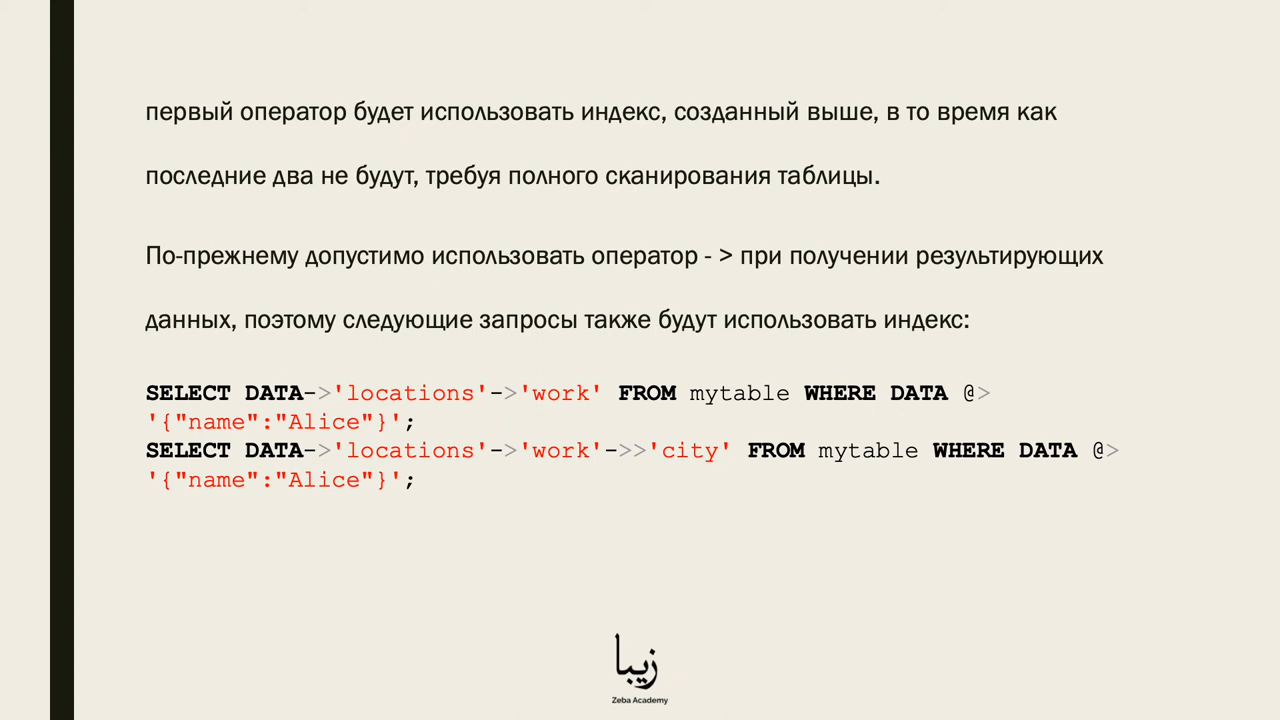 первый оператор будет использовать индекс, созданный выше, в то время как
последние два не будут, требуя полного сканирования таблицы.
По-прежнему допустимо использовать оператор - > при получении результирующих
данных, поэтому следующие запросы также будут использовать индекс:
SELECT DATA->'locations'->'work' FROM mytable WHERE DATA @>
'{"name":"Alice"}';
SELECT DATA->'locations'->'work'->>'city' FROM mytable WHERE DATA @>
'{"name":"Alice"}';
زيبا
Zeba Academy